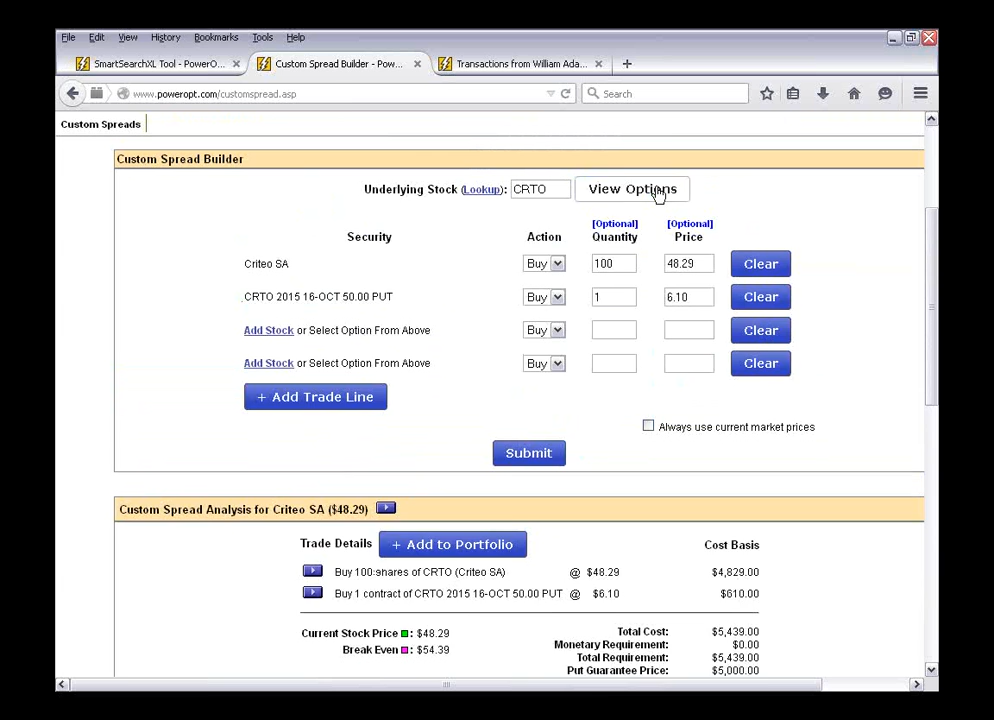 File Edit View History Bookmarks Tools Help
SmartSearchXL Tool - PowerO... × Custom Spread Builder - Pow... × Transactions from William Ada... × +
www.poweropt.com/customspread.asp Search
Custom Spreads
Custom Spread Builder
Underlying Stock (Lookup): CRTO View Options
[Optional] [Optional]
Security Action Quantity Price
Criteo SA Buy 100 48.29 Clear
CRTO 2015 16-OCT 50.00 PUT Buy 1 6.10 Clear
Add Stock or Select Option From Above Buy Clear
Add Stock or Select Option From Above Buy Clear
+ Add Trade Line
Always use current market prices
Submit
Custom Spread Analysis for Criteo SA ($48.29)
Trade Details + Add to Portfolio Cost Basis
Buy 100 shares of CRTO (Criteo SA) @ $48.29 $4,829.00
Buy 1 contract of CRTO 2015 16-OCT 50.00 PUT @ $6.10 $610.00
Current Stock Price : $48.29 Total Cost: $5,439.00
Break Even : $54.39 Monetary Requirement: $0.00
Total Requirement: $5,439.00
Put Guarantee Price: $5,000.00